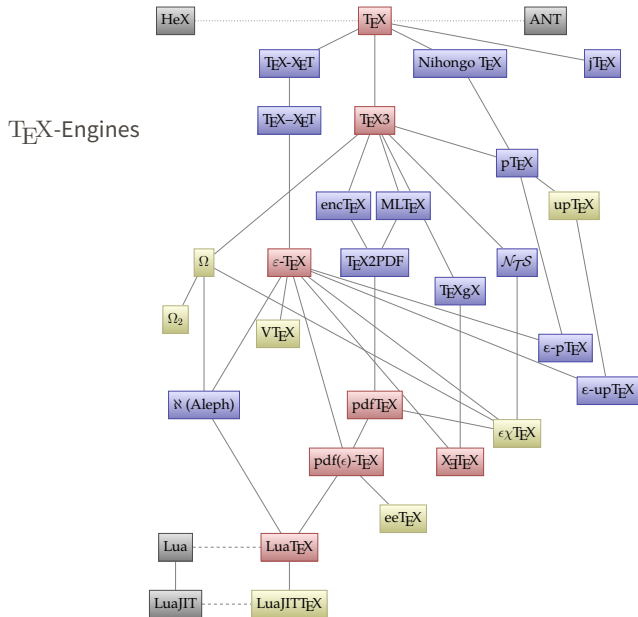 HeX
TEX
ANT
TEX-XET
Nihongo TEX
jTEX
TEX--XET
TEX3
TEX-Engines
pTEX
encTEX
MLTEX
upTEX
Ω
ε-TEX
TEX2PDF
NTS
TEXgX
Ω2
VTEX
ε-pTEX
ε-upTEX
ℵ (Aleph)
pdfTEX
ϵχTEX
pdf(ϵ)-TEX
XƎTEX
eeTEX
Lua
LuaTEX
LuaJIT
LuaJITTEX